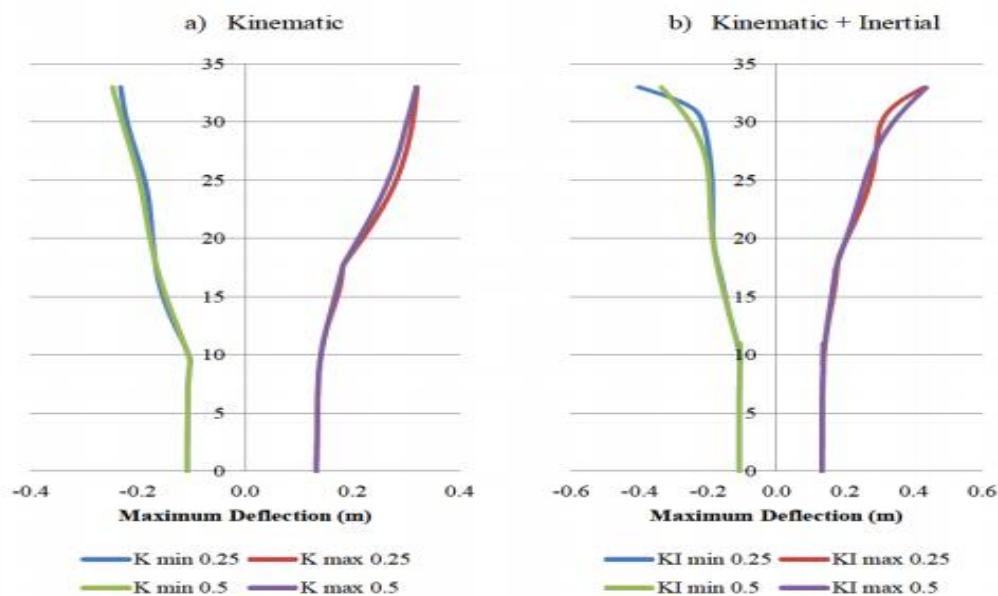 a) Kinematic
35
30
25
20
15
10
5
0
-0.4 -0.2 0.0 0.2 0.4
Maximum Deflection (m)
K min 0.25 K max 0.25
K min 0.5 K max 0.5
b) Kinematic + Inertial
35
30
25
20
15
10
5
0
-0.6 -0.4 -0.2 0.0 0.2 0.4 0.6
Maximum Deflection (m)
KI min 0.25 KI max 0.25
KI min 0.5 KI max 0.5